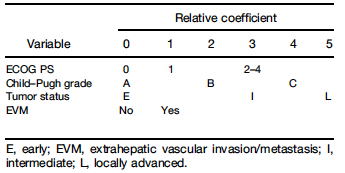 Relative coefficient
Variable 0 1 2 3 4 5
ECOG PS 0 1 2–4
Child–Pugh grade A B C
Tumor status E I L
EVM No Yes
E, early; EVM, extrahepatic vascular invasion/metastasis; I,
intermediate; L, locally advanced.